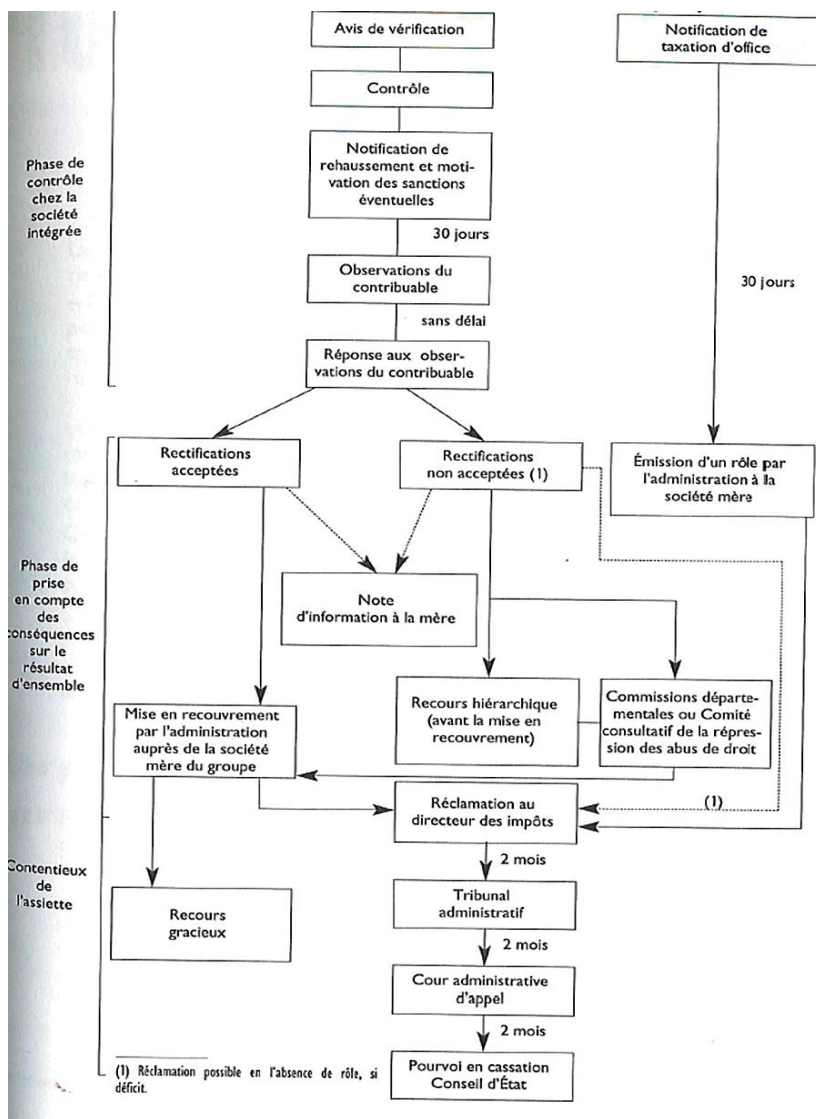 Avis de vérification
Notification de
taxation d'office
Contrôle
Notification de
rehaussement et moti-
vation des sanctions
éventuelles
Phase de
contrôle
chez la
société
intégrée
30 jours
Observations du
contribuable
30 jours
sans délai
Réponse aux obser-
vations du contribuable
Rectifications
acceptées
Rectifications
non acceptées (1)
Émission d'un rôle par
l'administration à la
société mère
Phase de
prise
en compte
des
conséquences
sur le
résultat
d'ensemble
Note
d'information à la mère
Mise en recouvrement
par l'administration
auprès de la société
mère du groupe
Recours hiérarchique
(avant la mise en
recouvrement)
Commissions départe-
mentales ou Comité
consultatif de la répres-
sion des abus de droit
Réclamation au
directeur des impôts
(1)
Contentieux
de
l'assiette
2 mois
Recours
gracieux
Tribunal
administratif
2 mois
Cour administrative
d'appel
2 mois
Pourvoi en cassation
Conseil d'État
(1) Réclamation possible en l'absence de rôle, si
déficit.